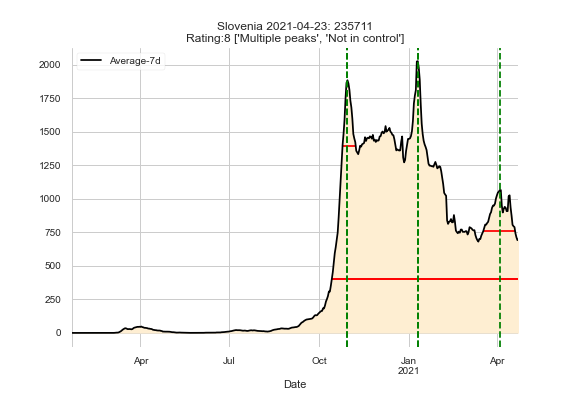 Slovenia 2021-04-23: 235711
Rating:8 ['Multiple peaks', 'Not in control']
Average-7d
2000
1750
1500
1250
1000
750
500
250
0
Apr
Jul
Oct
Jan
2021
Apr
Date